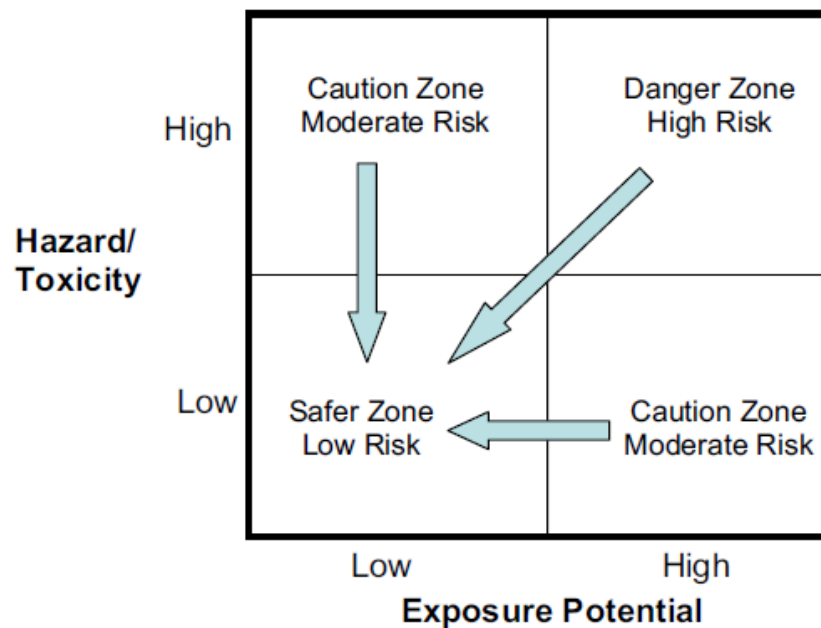 Caution Zone
Moderate Risk
Danger Zone
High Risk
High
Hazard/
Toxicity
Low
Safer Zone
Low Risk
Caution Zone
Moderate Risk
Low
High
Exposure Potential